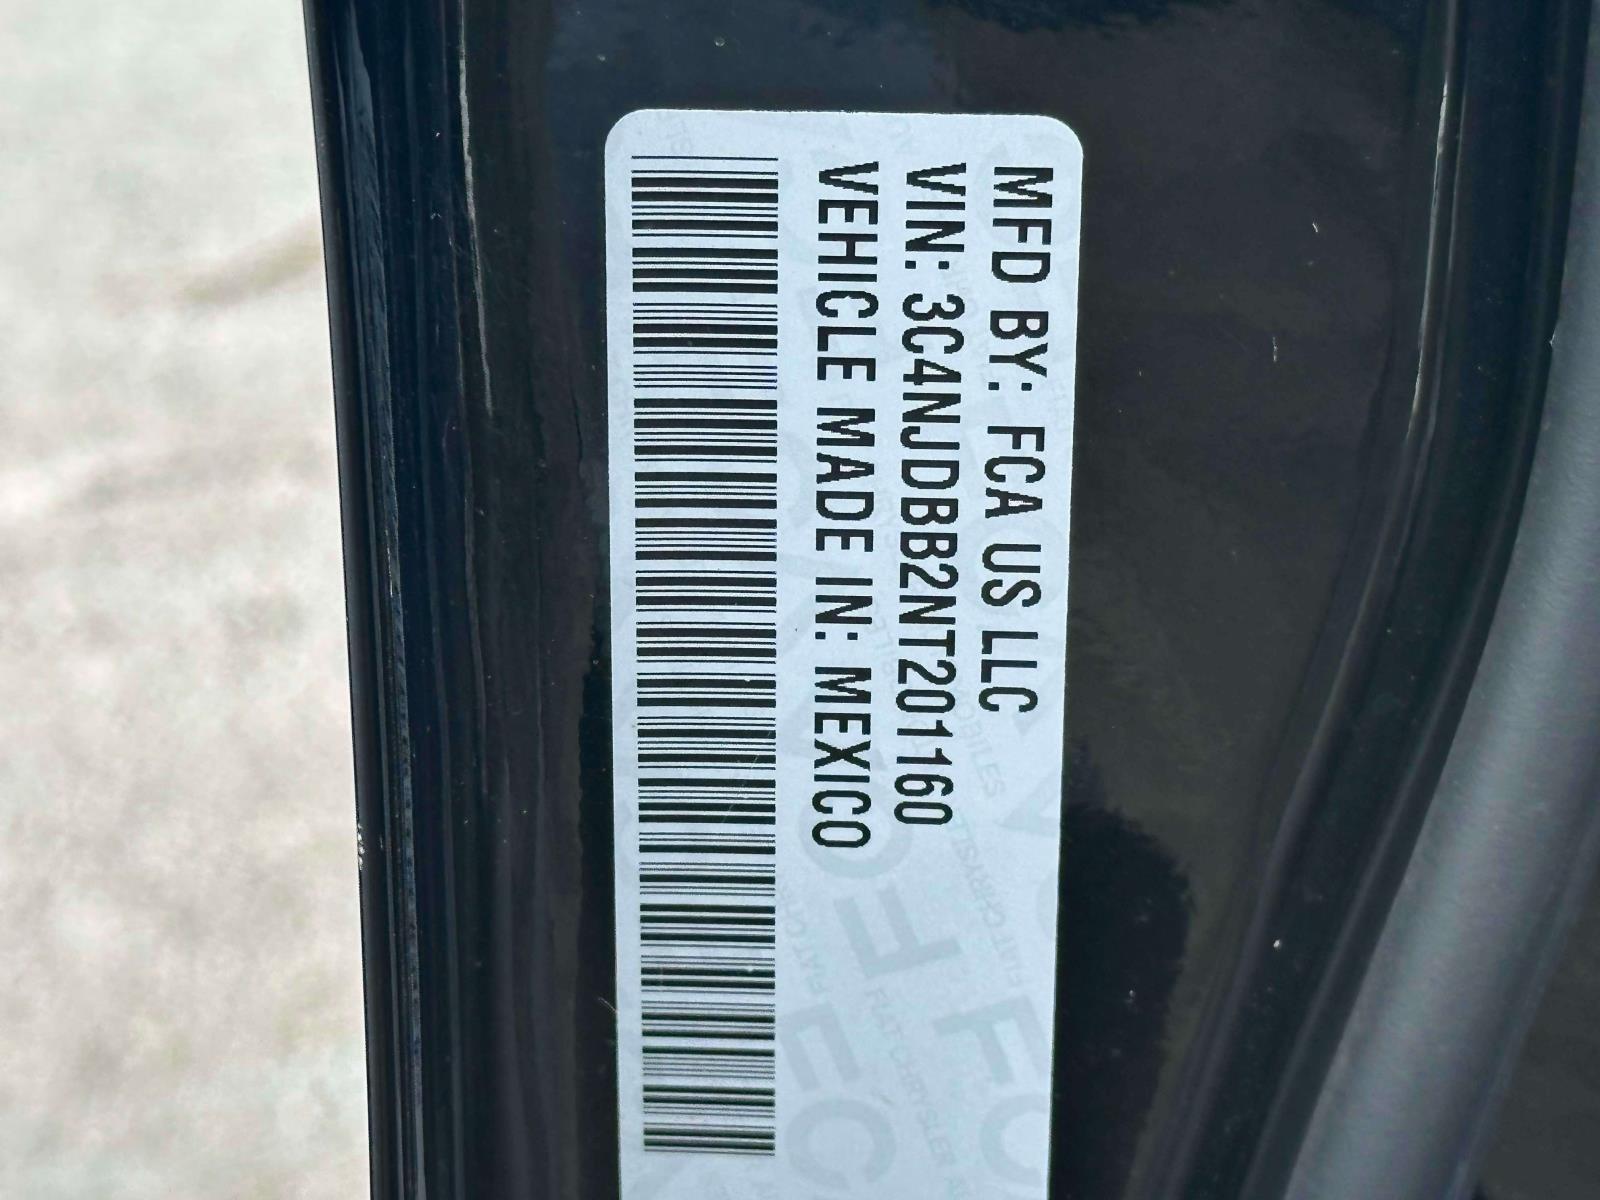 MFD BY: FCA US LLC
VIN: 3C4NJDBB2NT201160
VEHICLE MADE IN: MEXICO